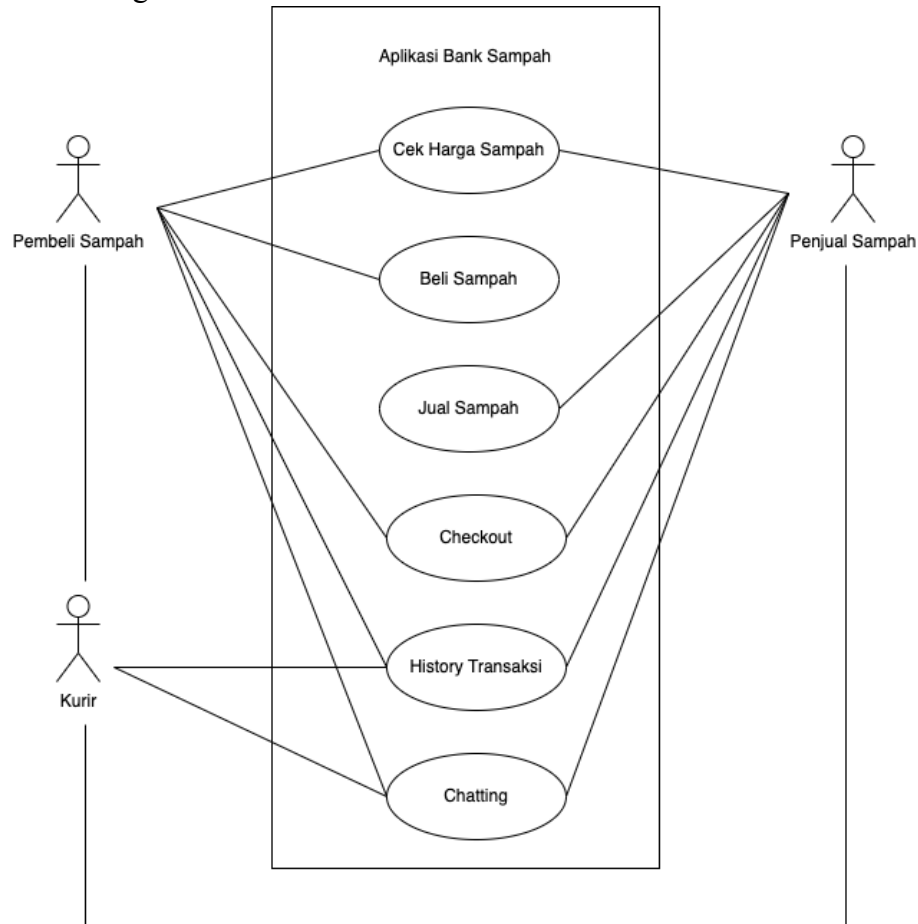 Aplikasi Bank Sampah
Cek Harga Sampah
Pembeli Sampah
Penjual Sampah
Beli Sampah
Jual Sampah
Checkout
History Transaksi
Kurir
Chatting